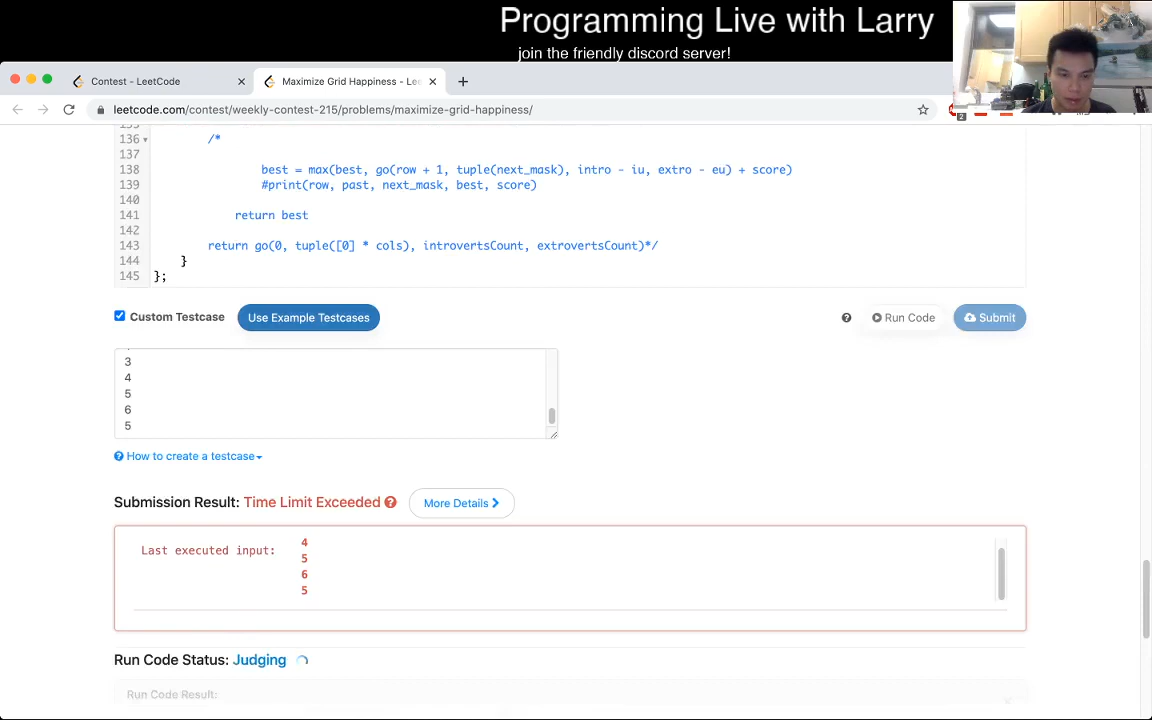 Programming Live with Larry
join the friendly discord server!
Contest - LeetCode
Maximize Grid Happiness - Lee
leetcode.com/contest/weekly-contest-215/problems/maximize-grid-happiness/
2
136 /*
137
138 best = max(best, go(row + 1, tuple(next_mask), intro - iu, extro - eu) + score)
139 #print(row, past, next_mask, best, score)
140
141 return best
142
143 return go(0, tuple([0] * cols), introvertsCount, extrovertsCount)*/
144 }
145 };
Custom Testcase
Use Example Testcases
Run Code
Submit
3
4
5
6
5
How to create a testcase
Submission Result: Time Limit Exceeded
More Details
Last executed input: 4
5
6
5
Run Code Status: Judging
Run Code Result: